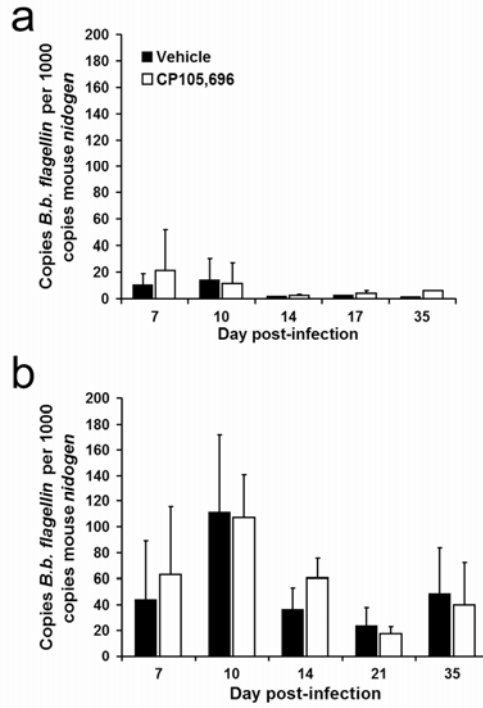 a
200
180
160
140
120
100
80
60
40
20
0
Copies B.b. flagellin per 1000
copies mouse nidogen
Vehicle
CP105,696
7 10 14 17 35
Day post-infection
b
200
180
160
140
120
100
80
60
40
20
0
Copies B.b. flagellin per 1000
copies mouse nidogen
7 10 14 21 35
Day post-infection